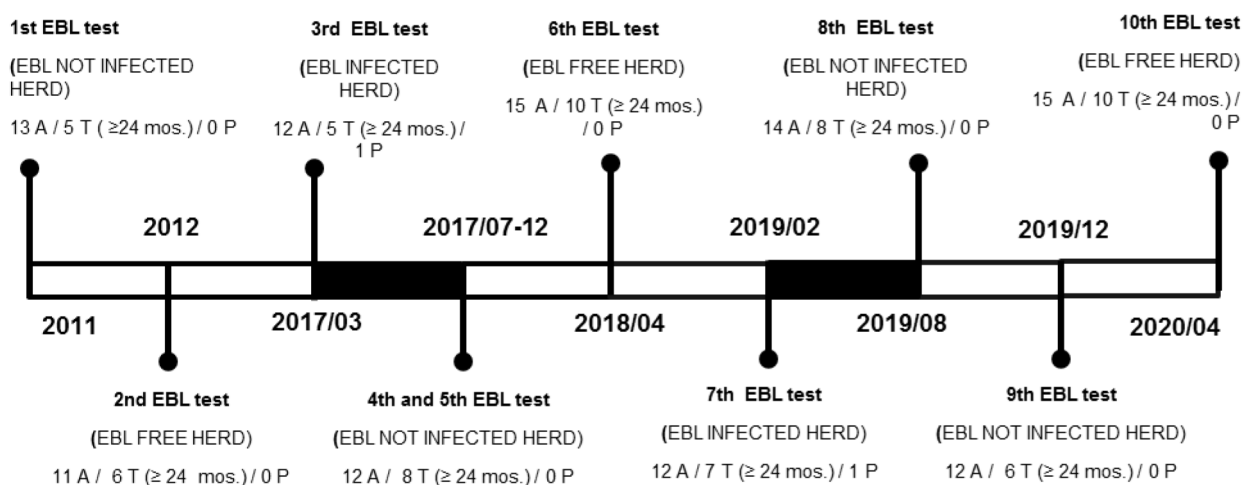 1st EBL test
(EBL NOT INFECTED
HERD)
13 A / 5 T ( ≥24 mos.) / 0 P
3rd EBL test
(EBL INFECTED
HERD)
12 A / 5 T (≥ 24 mos.) /
1 P
6th EBL test
(EBL FREE HERD)
15 A / 10 T (≥ 24 mos.)
/ 0 P
8th EBL test
(EBL NOT INFECTED
HERD)
14 A / 8 T (≥ 24 mos.) / 0 P
10th EBL test
(EBL FREE HERD)
15 A / 10 T (≥ 24 mos.) /
0 P
2012
2017/07-12
2019/02
2019/12
2011
2017/03
2018/04
2019/08
2020/04
2nd EBL test
(EBL FREE HERD)
11 A / 6 T (≥ 24 mos.) / 0 P
4th and 5th EBL test
(EBL NOT INFECTED HERD)
12 A / 8 T (≥ 24 mos.) / 0 P
7th EBL test
(EBL INFECTED HERD)
12 A / 7 T (≥ 24 mos.) / 1 P
9th EBL test
(EBL NOT INFECTED HERD)
12 A / 6 T (≥ 24 mos.) / 0 P